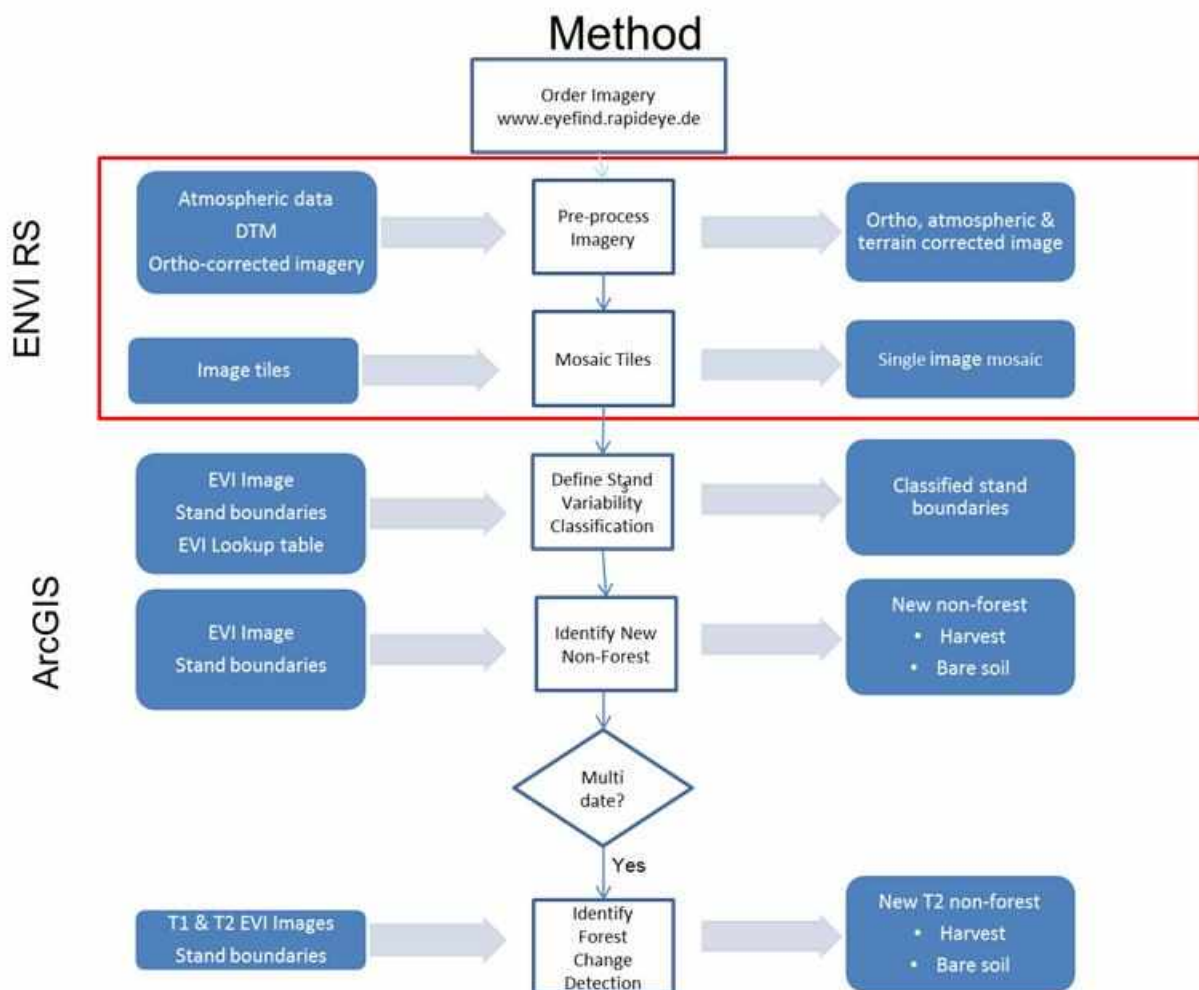 Method
Order Imagery
www.eyefind.rapideye.de
ENVI RS
Atmospheric data
DTM
Ortho-corrected imagery
Pre-process
Imagery
Ortho, atmospheric &
terrain corrected image
Image tiles
Mosaic Tiles
Single image mosaic
ArcGIS
EVI Image
Stand boundaries
EVI Lookup table
Define Stand
3
Variability
Classification
Classified stand
boundaries
EVI Image
Stand boundaries
Identify New
Non-Forest
New non-forest
• Harvest
• Bare soil
Multi
date?
Yes
T1 & T2 EVI Images
Stand boundaries
Identify
Forest
Change
Detection
New T2 non-forest
• Harvest
• Bare soil